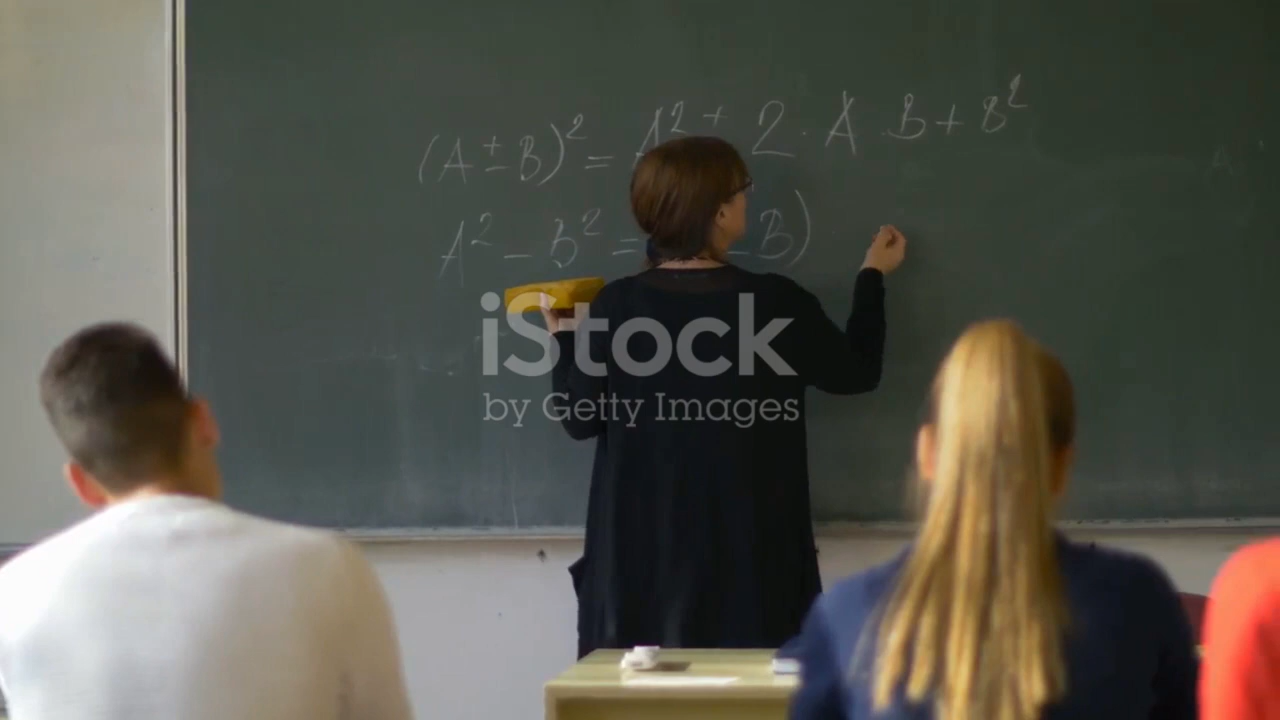 (A ± B)² = A² ± 2 · A · B + B²
A² − B² = − B)
iStock
by Getty Images